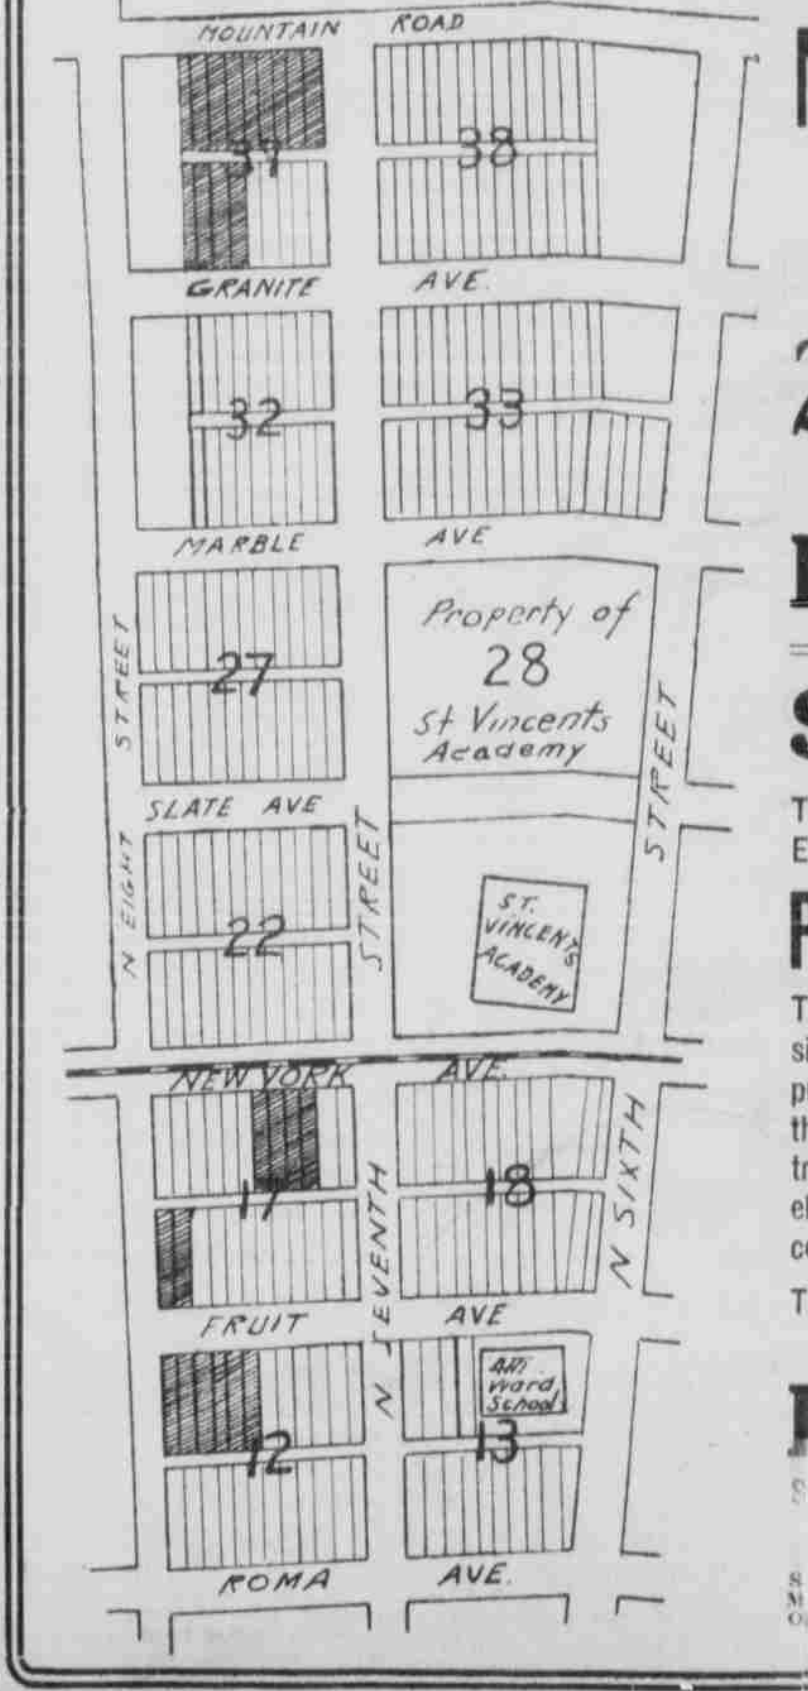 MOUNTAIN ROAD
37
38
GRANITE AVE.
32
33
MARBLE AVE
27
Property of
28
St Vincents
Academy
SLATE AVE
N EIGHT STREET
22
ST.
VINCENTS
ACADEMY
NEW YORK AVE.
17
18
N SEVENTH STREET
N SIXTH STREET
FRUIT AVE
4th
Ward
School
12
13
ROMA AVE.